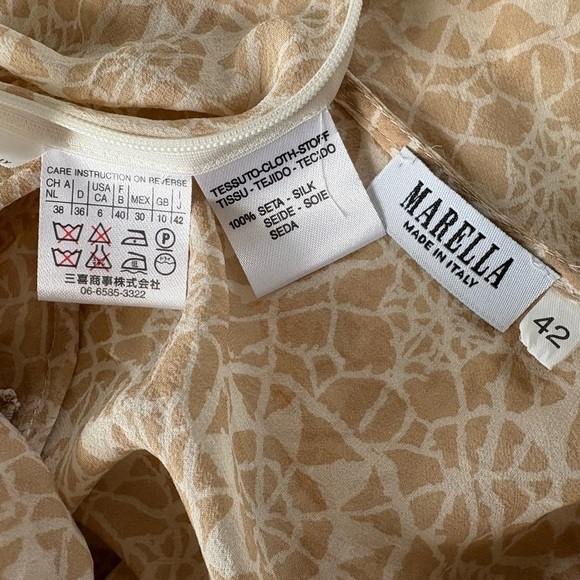 CARE INSTRUCTION ON REVERSE
CH A NL D USA CA F B MEX GB I J
38 36 6 40 30 10 42
三喜商事株式会社
06-6585-3322
TESSUTO-CLOTH-STOFF
TISSU-TEJIDO-TECIDO
100% SETA - SILK
SEIDE - SOIE
SEDA
MARELLA
MADE IN ITALY
42